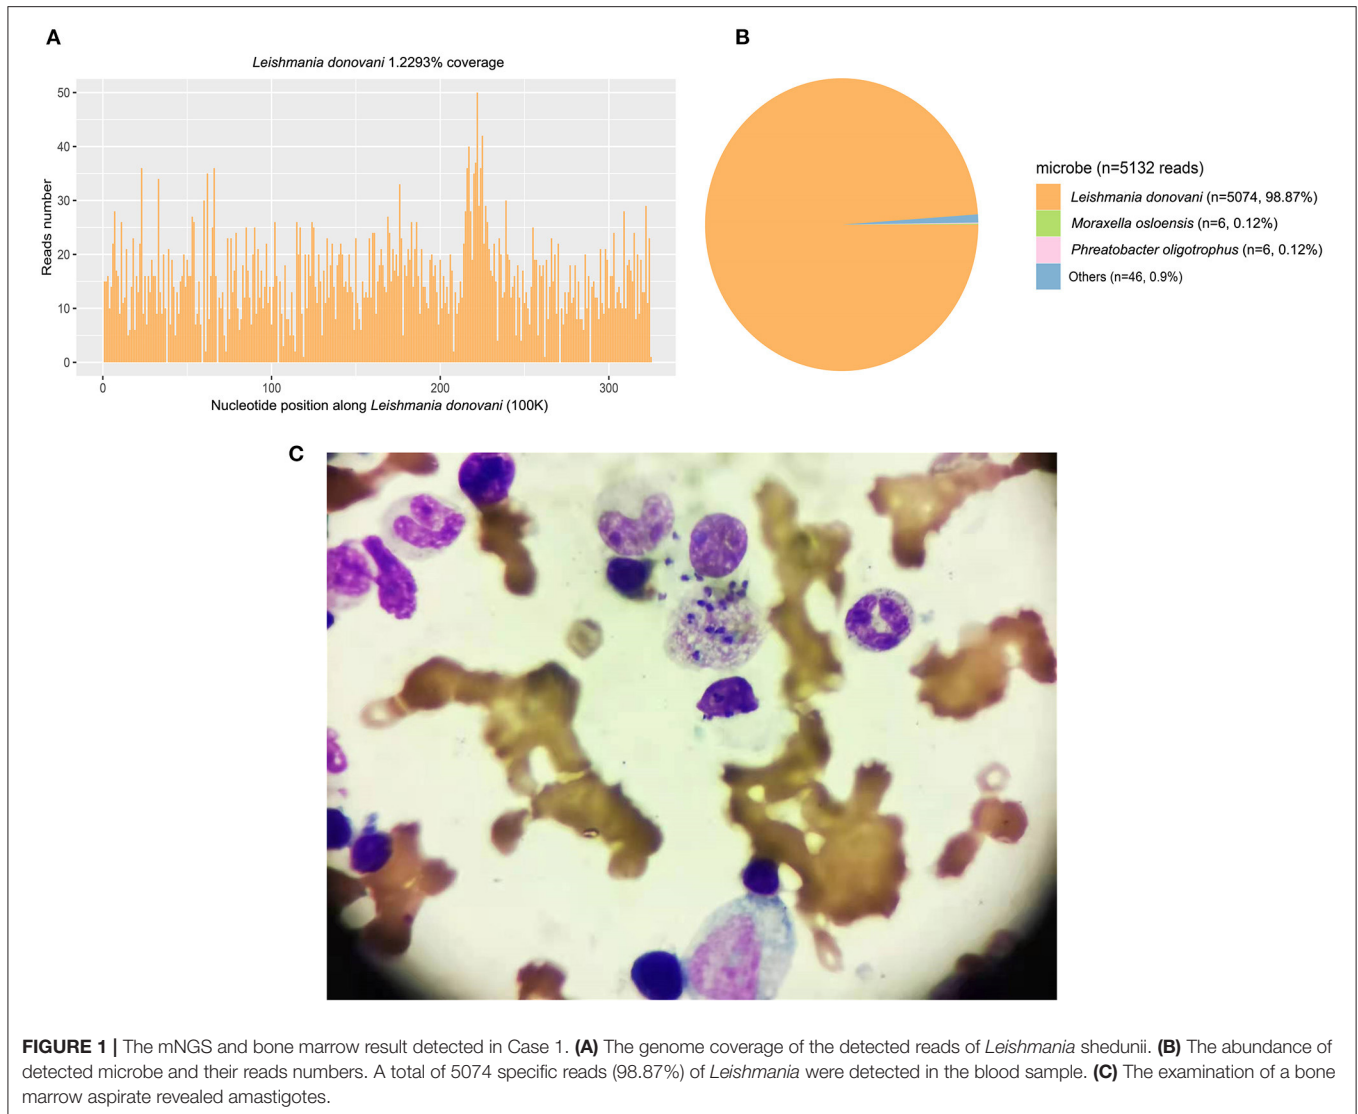 A
Leishmania donovani 1.2293% coverage
50
40
30
20
10
0
Reads number
0 100 200 300
Nucleotide position along Leishmania donovani (100K)
B
microbe (n=5132 reads)
Leishmania donovani (n=5074, 98.87%)
Moraxella osloensis (n=6, 0.12%)
Phreatobacter oligotrophus (n=6, 0.12%)
Others (n=46, 0.9%)
C
FIGURE 1 | The mNGS and bone marrow result detected in Case 1. (A) The genome coverage of the detected reads of Leishmania shedunii. (B) The abundance of
detected microbe and their reads numbers. A total of 5074 specific reads (98.87%) of Leishmania were detected in the blood sample. (C) The examination of a bone
marrow aspirate revealed amastigotes.